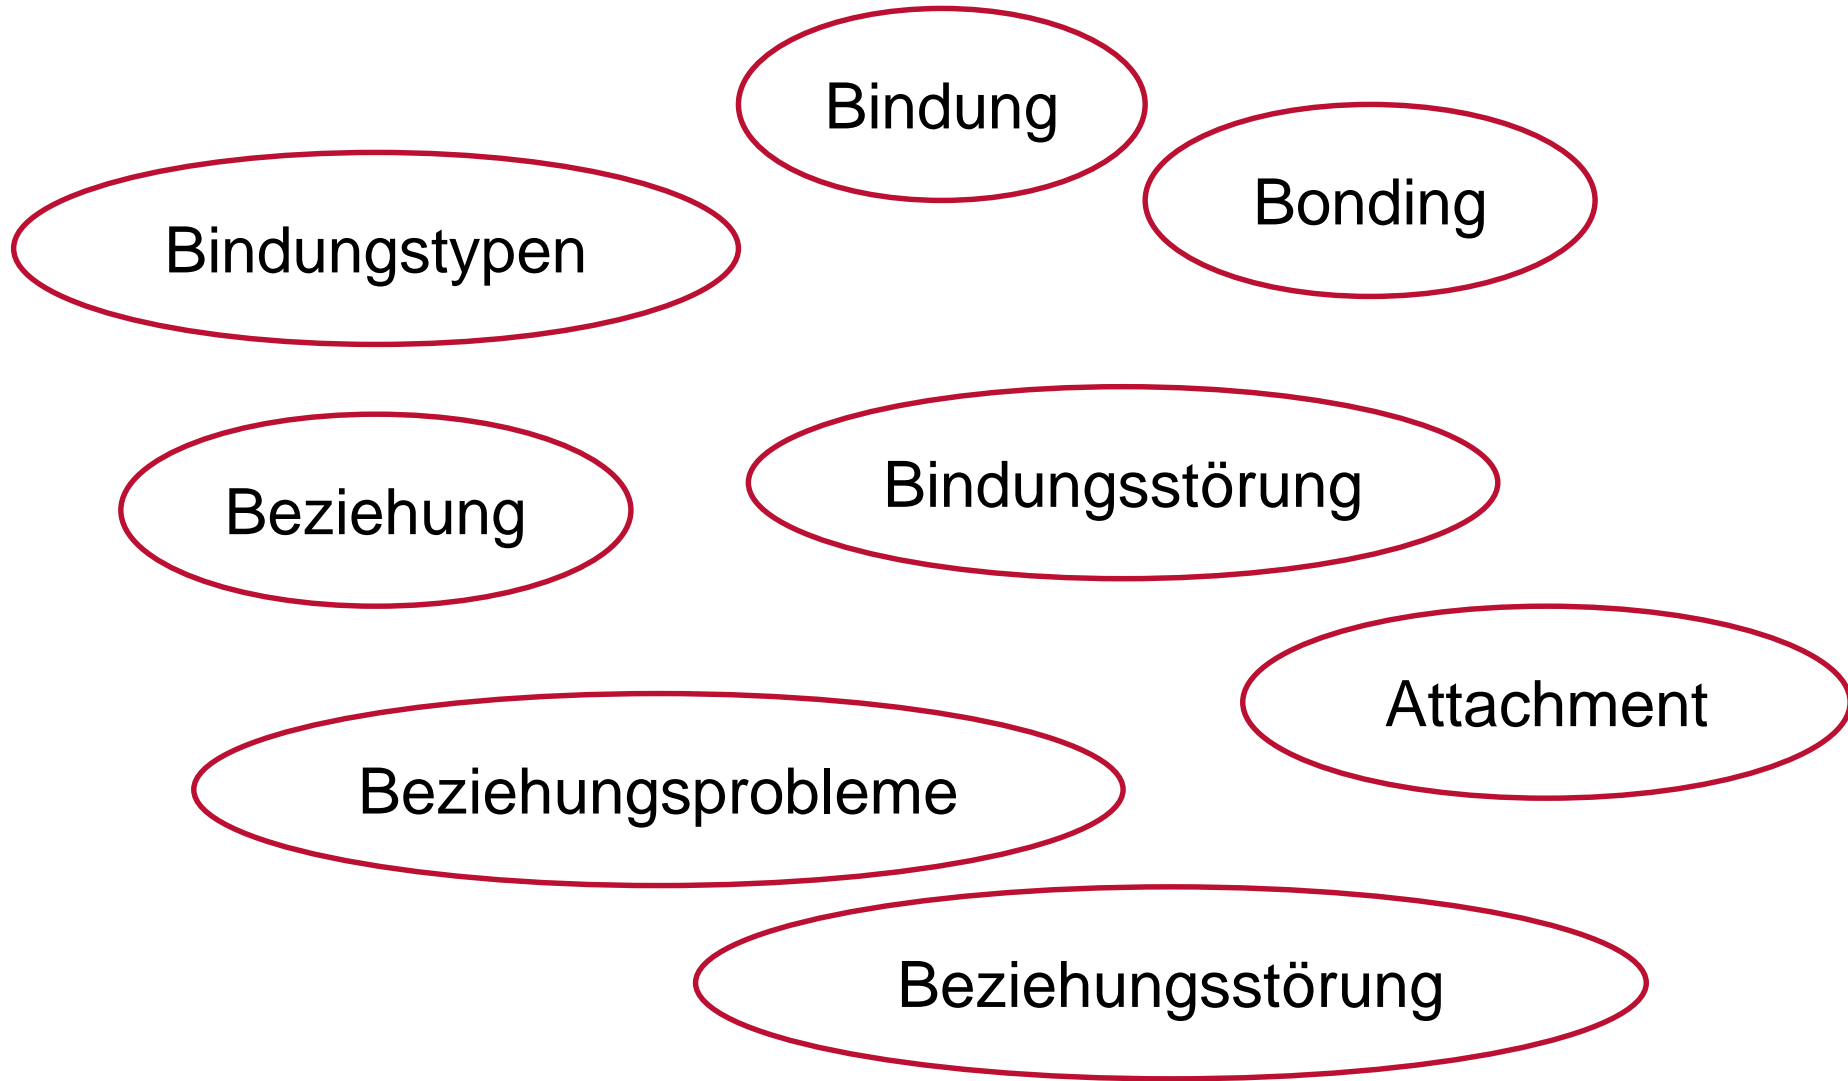 Bindung
Bonding
Bindungstypen
Bindungsstörung
Beziehung
Attachment
Beziehungsprobleme
Beziehungsstörung